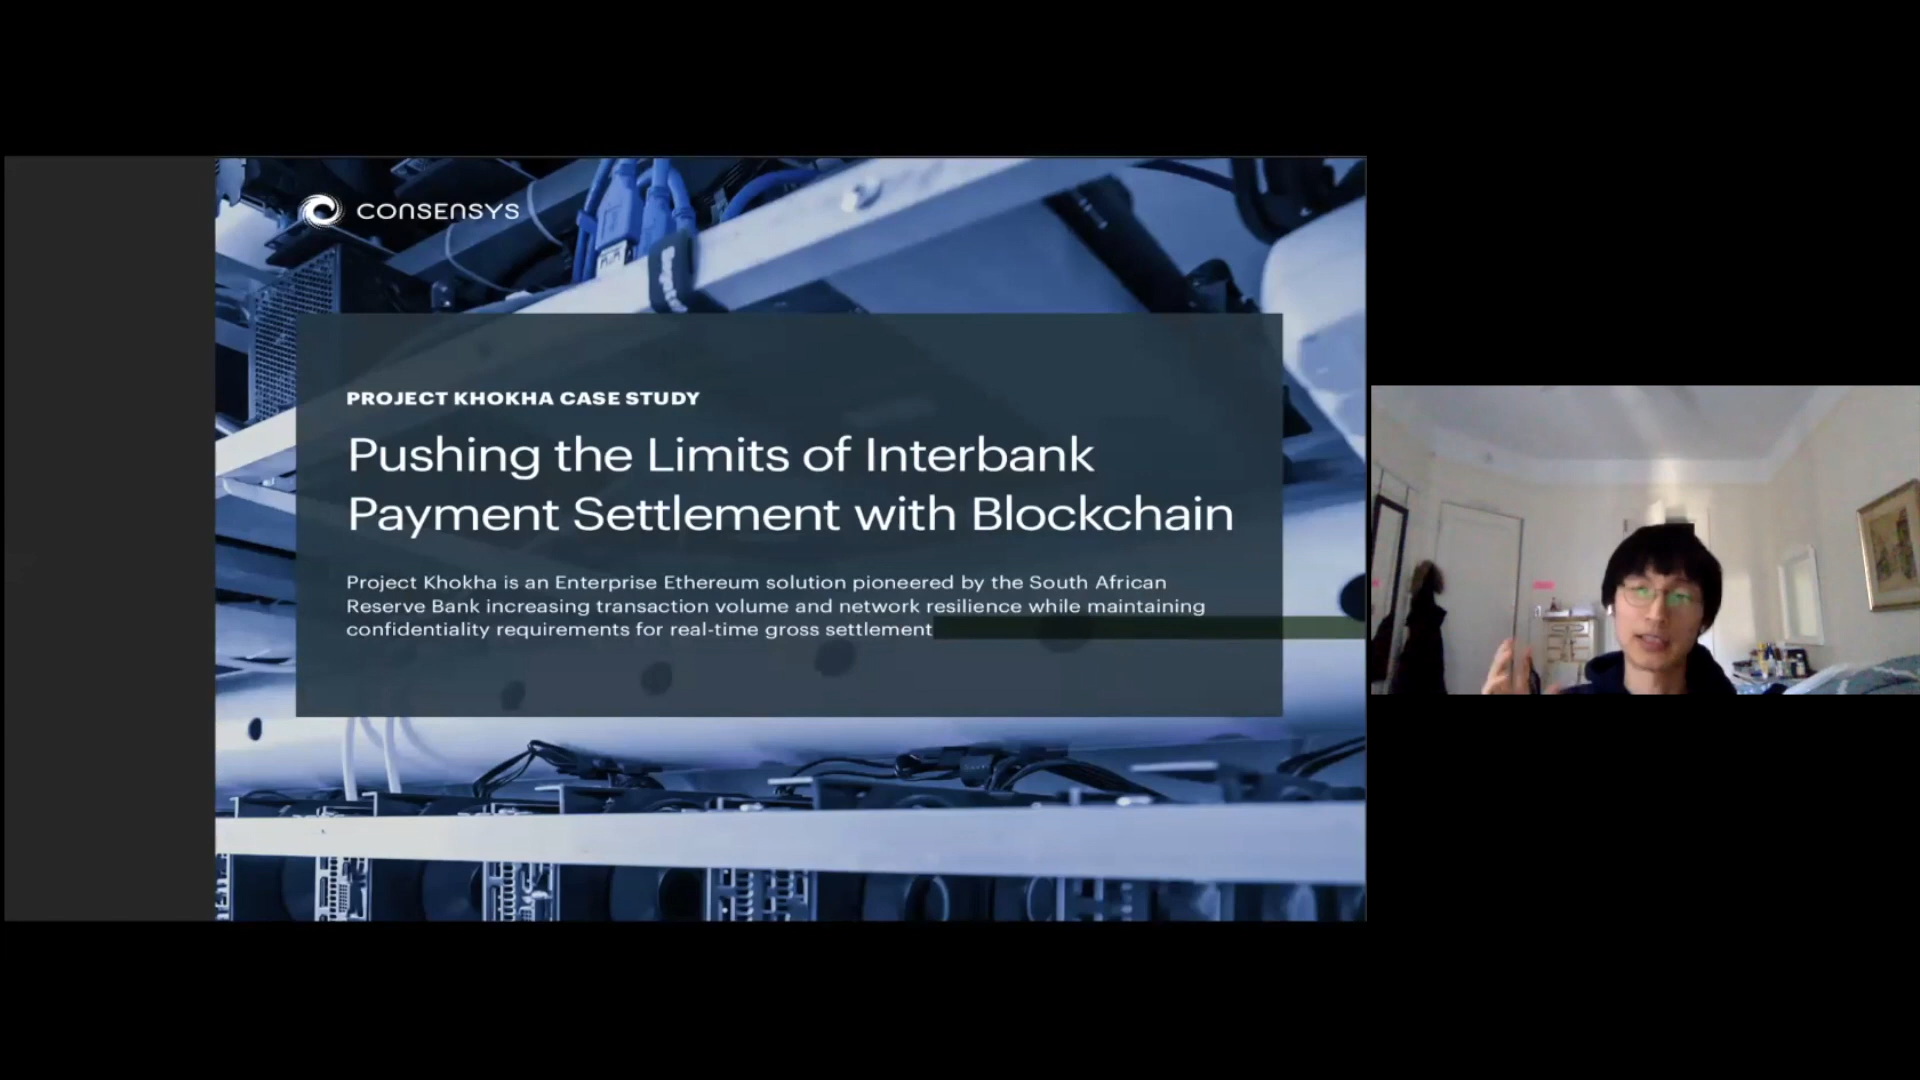 CONSENSYS
PROJECT KHOKHA CASE STUDY
Pushing the Limits of Interbank
Payment Settlement with Blockchain
Project Khokha is an Enterprise Ethereum solution pioneered by the South African
Reserve Bank increasing transaction volume and network resilience while maintaining
confidentiality requirements for real-time gross settlement